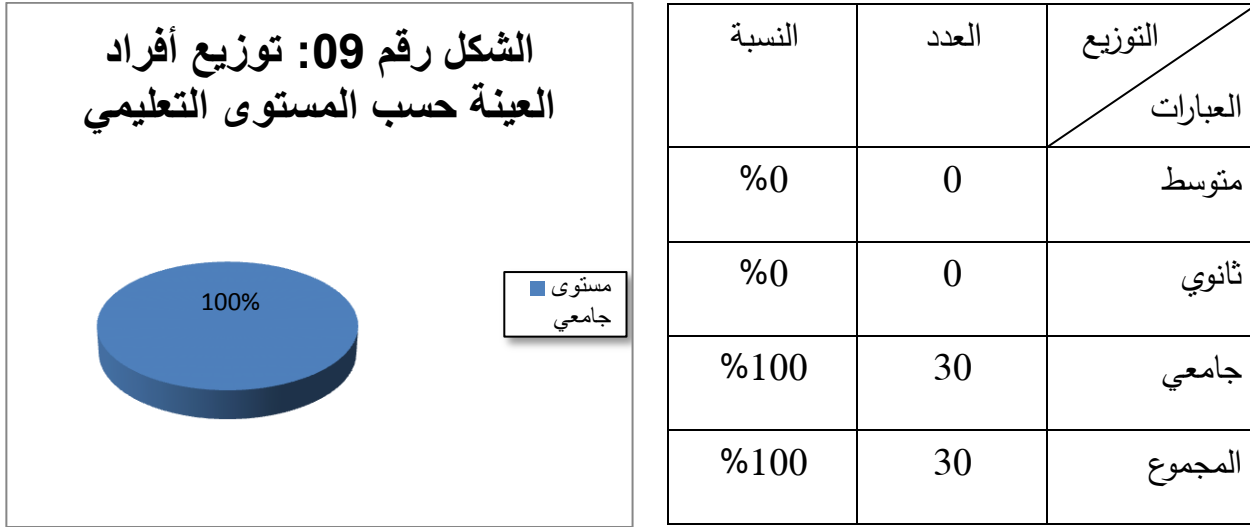 التوزيع العدد النسبة
العبارات
متوسط 0 %0
ثانوي 0 %0
جامعي 30 %100
المجموع 30 %100
الشكل رقم 09: توزيع أفراد
العينة حسب المستوى التعليمي
100%
مستوى
جامعي